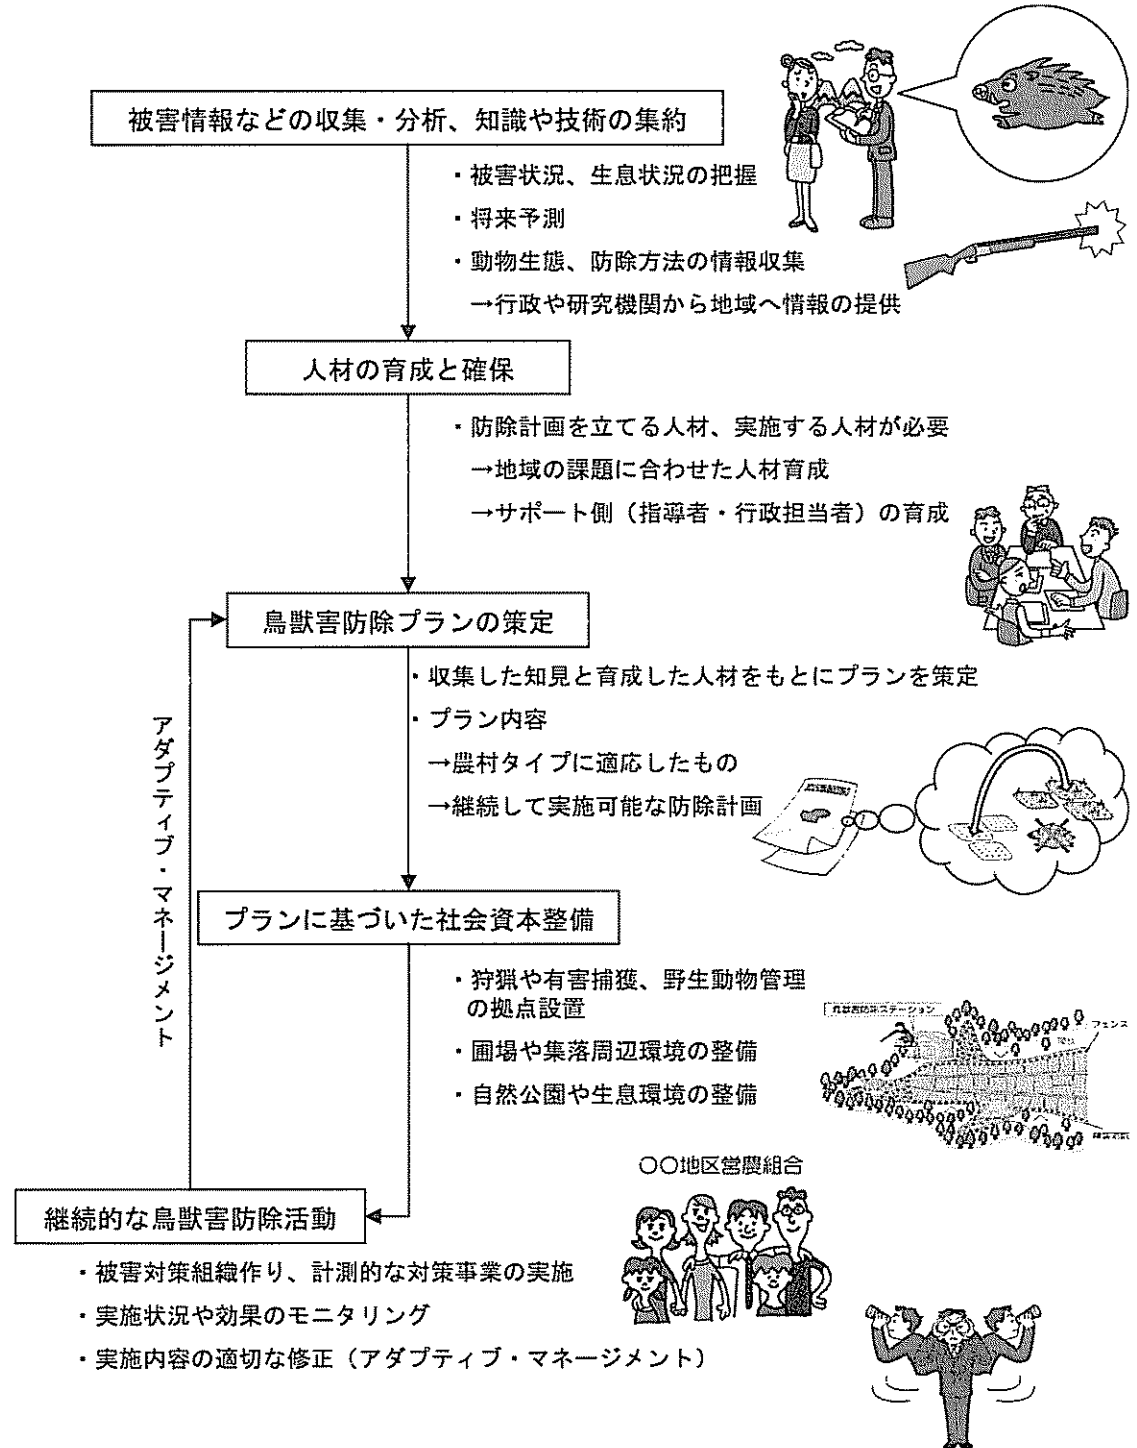 被害情報などの収集・分析、知識や技術の集約
・被害状況、生息状況の把握
・将来予測
・動物生態、防除方法の情報収集
→行政や研究機関から地域へ情報の提供
人材の育成と確保
・防除計画を立てる人材、実施する人材が必要
→地域の課題に合わせた人材育成
→サポート側（指導者・行政担当者）の育成
鳥獣害防除プランの策定
・収集した知見と育成した人材をもとにプランを策定
・プラン内容
→農村タイプに適応したもの
→継続して実施可能な防除計画
アダプティブ・マネージメント
プランに基づいた社会資本整備
・狩猟や有害捕獲、野生動物管理
の拠点設置
・圃場や集落周辺環境の整備
・自然公園や生息環境の整備
鳥獣害防除ステーション
フェンス
〇〇地区営農組合
継続的な鳥獣害防除活動
・被害対策組織作り、計測的な対策事業の実施
・実施状況や効果のモニタリング
・実施内容の適切な修正（アダプティブ・マネージメント）